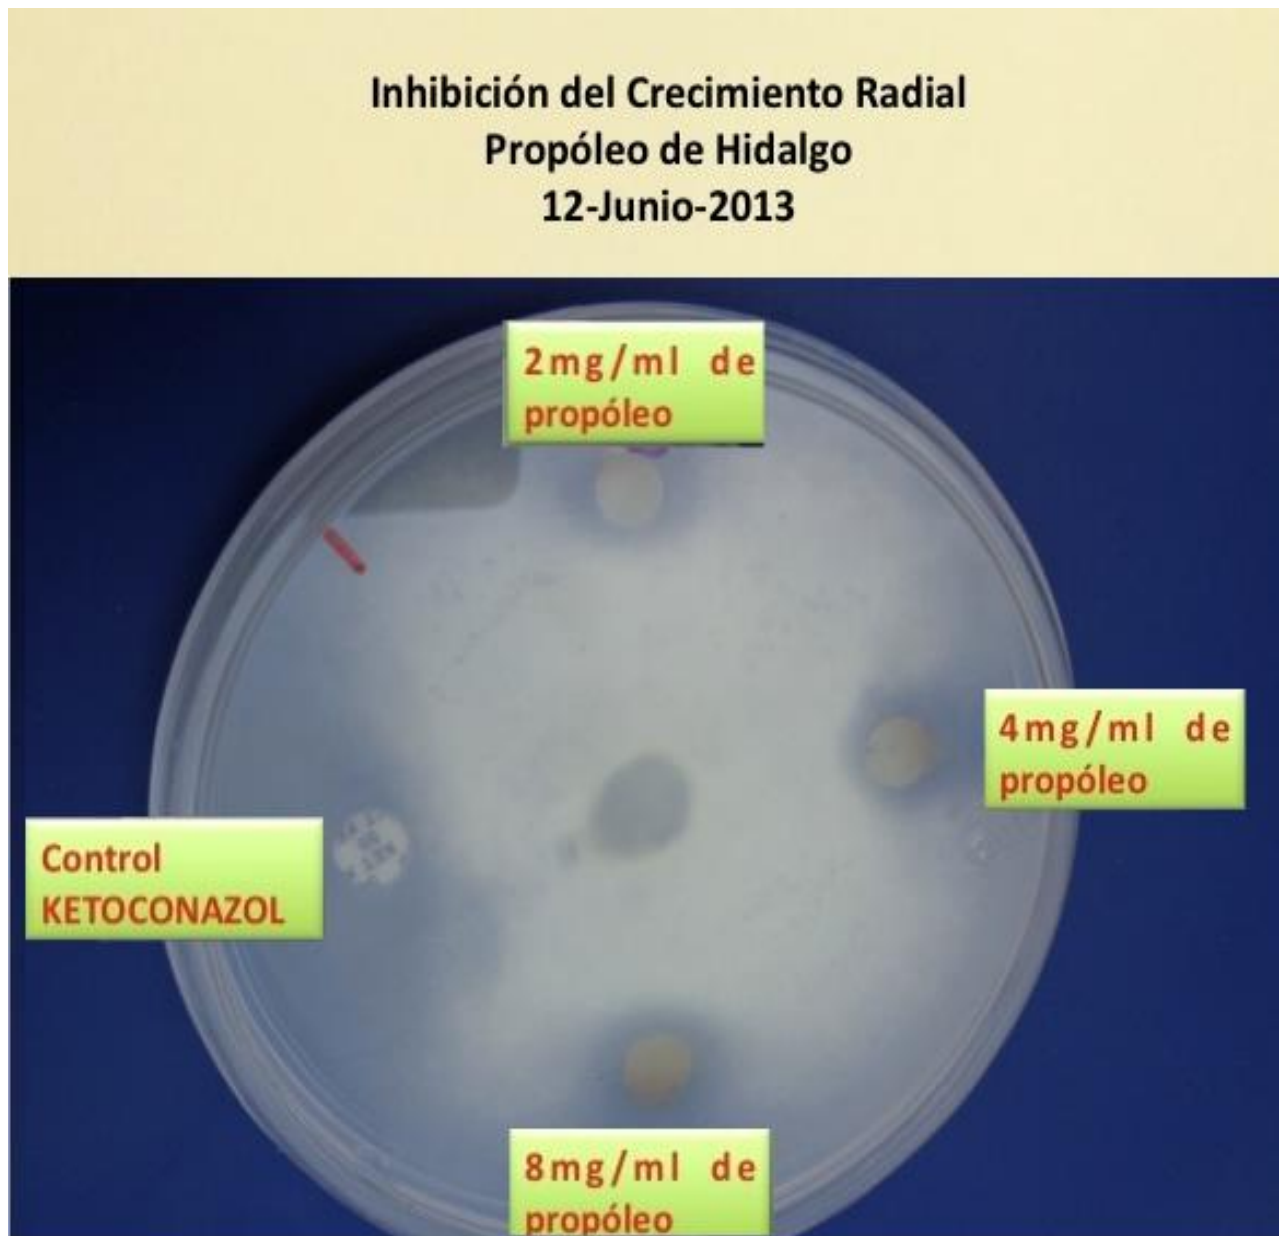 Inhibición del Crecimiento Radial
Propóleo de Hidalgo
12-Junio-2013
2mg/ml de
propóleo
4mg/ml de
propóleo
Control
KETOCONAZOL
8mg/ml de
propóleo